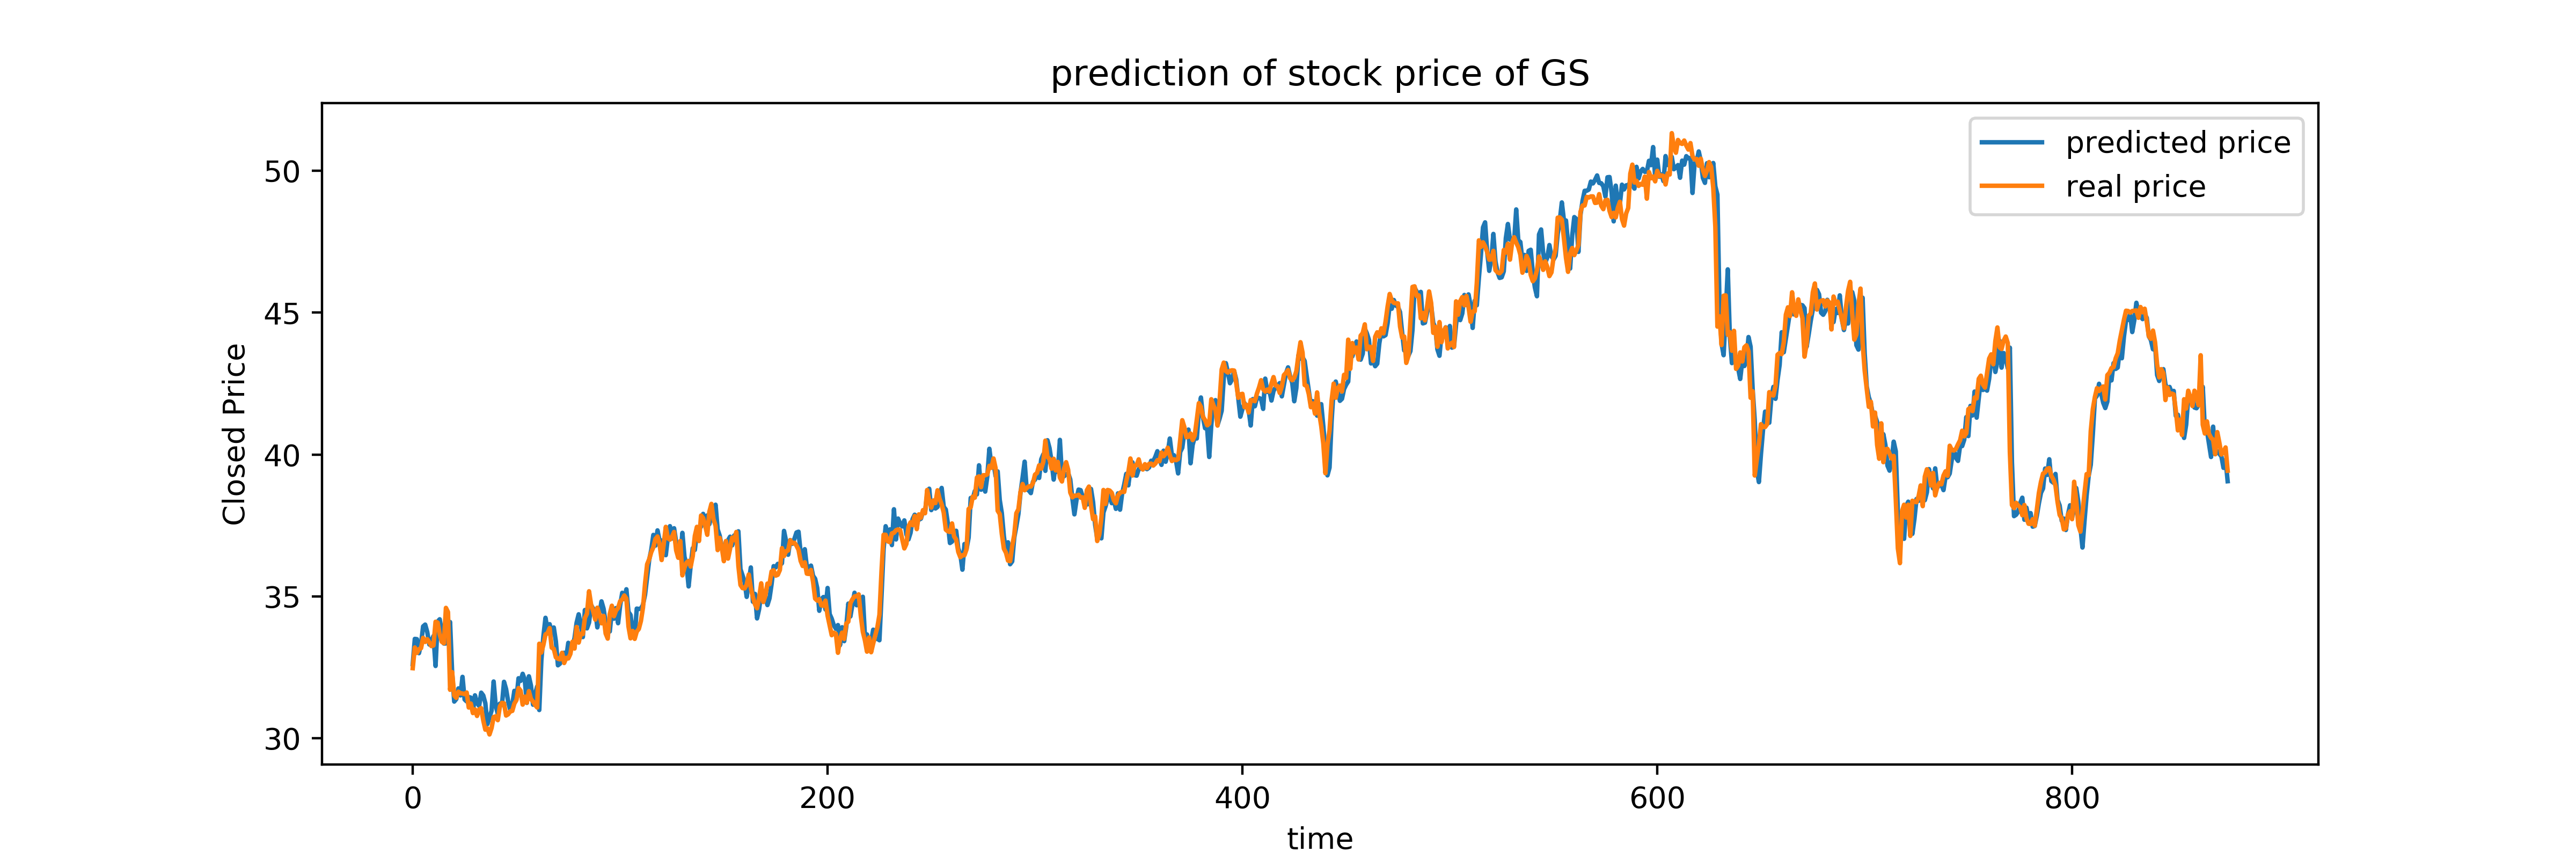 prediction of stock price of GS
predicted price
real price
Closed Price
50
45
40
35
30
0 200 400 600 800
time